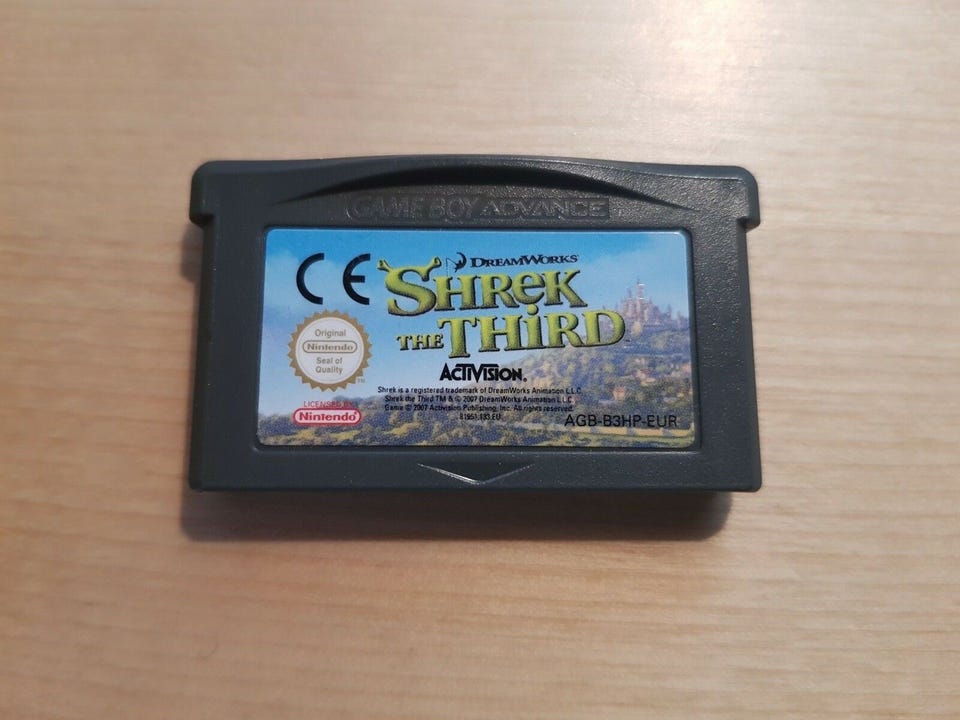 GAME BOY ADVANCE
CE
DREAMWORKS
SHREK
THE THIRD
Original
Nintendo
Seal of
Quality
TM
ACTIVISION.
Shrek is a registered trademark of DreamWorks Animation L.L.C.
Shrek the Third TM & © 2007 DreamWorks Animation L.L.C.
Game © 2007 Activision Publishing, Inc. All rights reserved.
LICENSED BY
Nintendo
AGB-B3HP-EUR